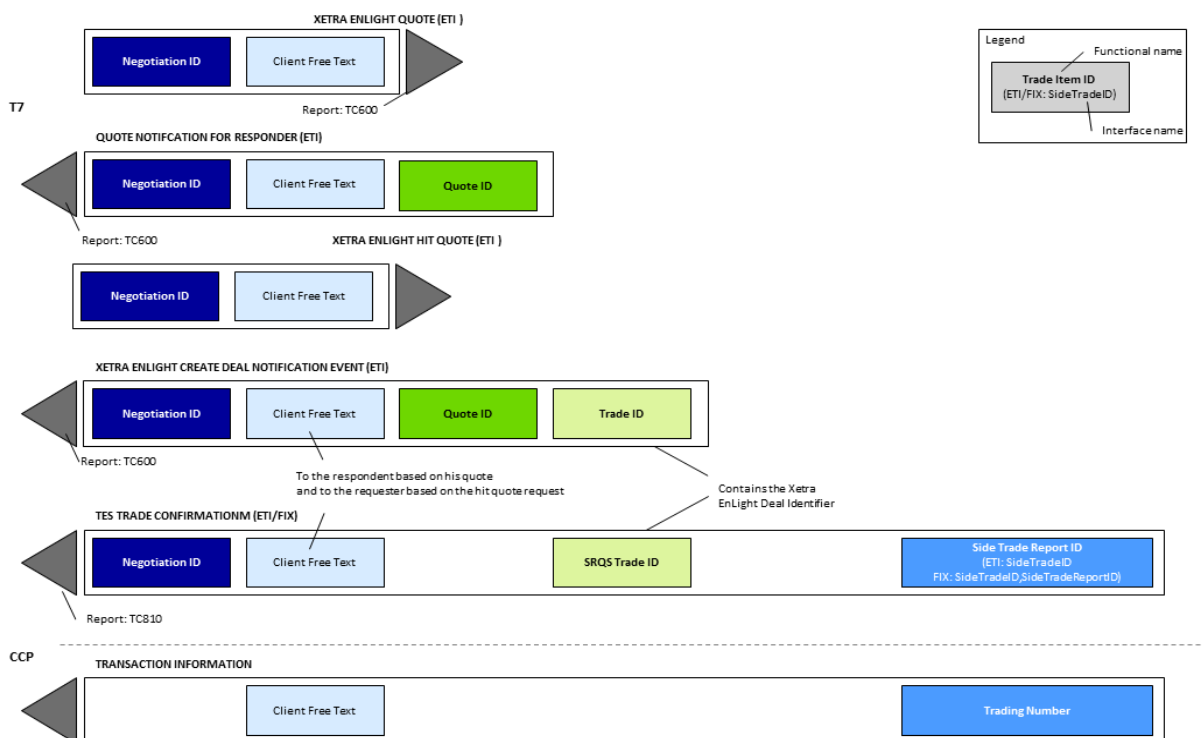 XETRA ENLIGHT QUOTE (ETI )
Negotiation ID
Client Free Text
Report: TC600
Legend
Functional name
Trade Item ID
(ETI/FIX: SideTradeID)
Interface name
T7
QUOTE NOTIFCATION FOR RESPONDER (ETI)
Negotiation ID
Client Free Text
Quote ID
Report: TC600
XETRA ENLIGHT HIT QUOTE (ETI )
Negotiation ID
Client Free Text
XETRA ENLIGHT CREATE DEAL NOTIFICATION EVENT (ETI)
Negotiation ID
Client Free Text
Quote ID
Trade ID
Report: TC600
To the respondent based on his quote
and to the requester based on the hit quote request
Contains the Xetra
EnLight Deal Identifier
TES TRADE CONFIRMATIONM (ETI/FIX)
Negotiation ID
Client Free Text
SRQS Trade ID
Side Trade Report ID
(ETI: SideTradeID
FIX: SideTradeID,SideTradeReportID)
Report: TC810
CCP
TRANSACTION INFORMATION
Client Free Text
Trading Number